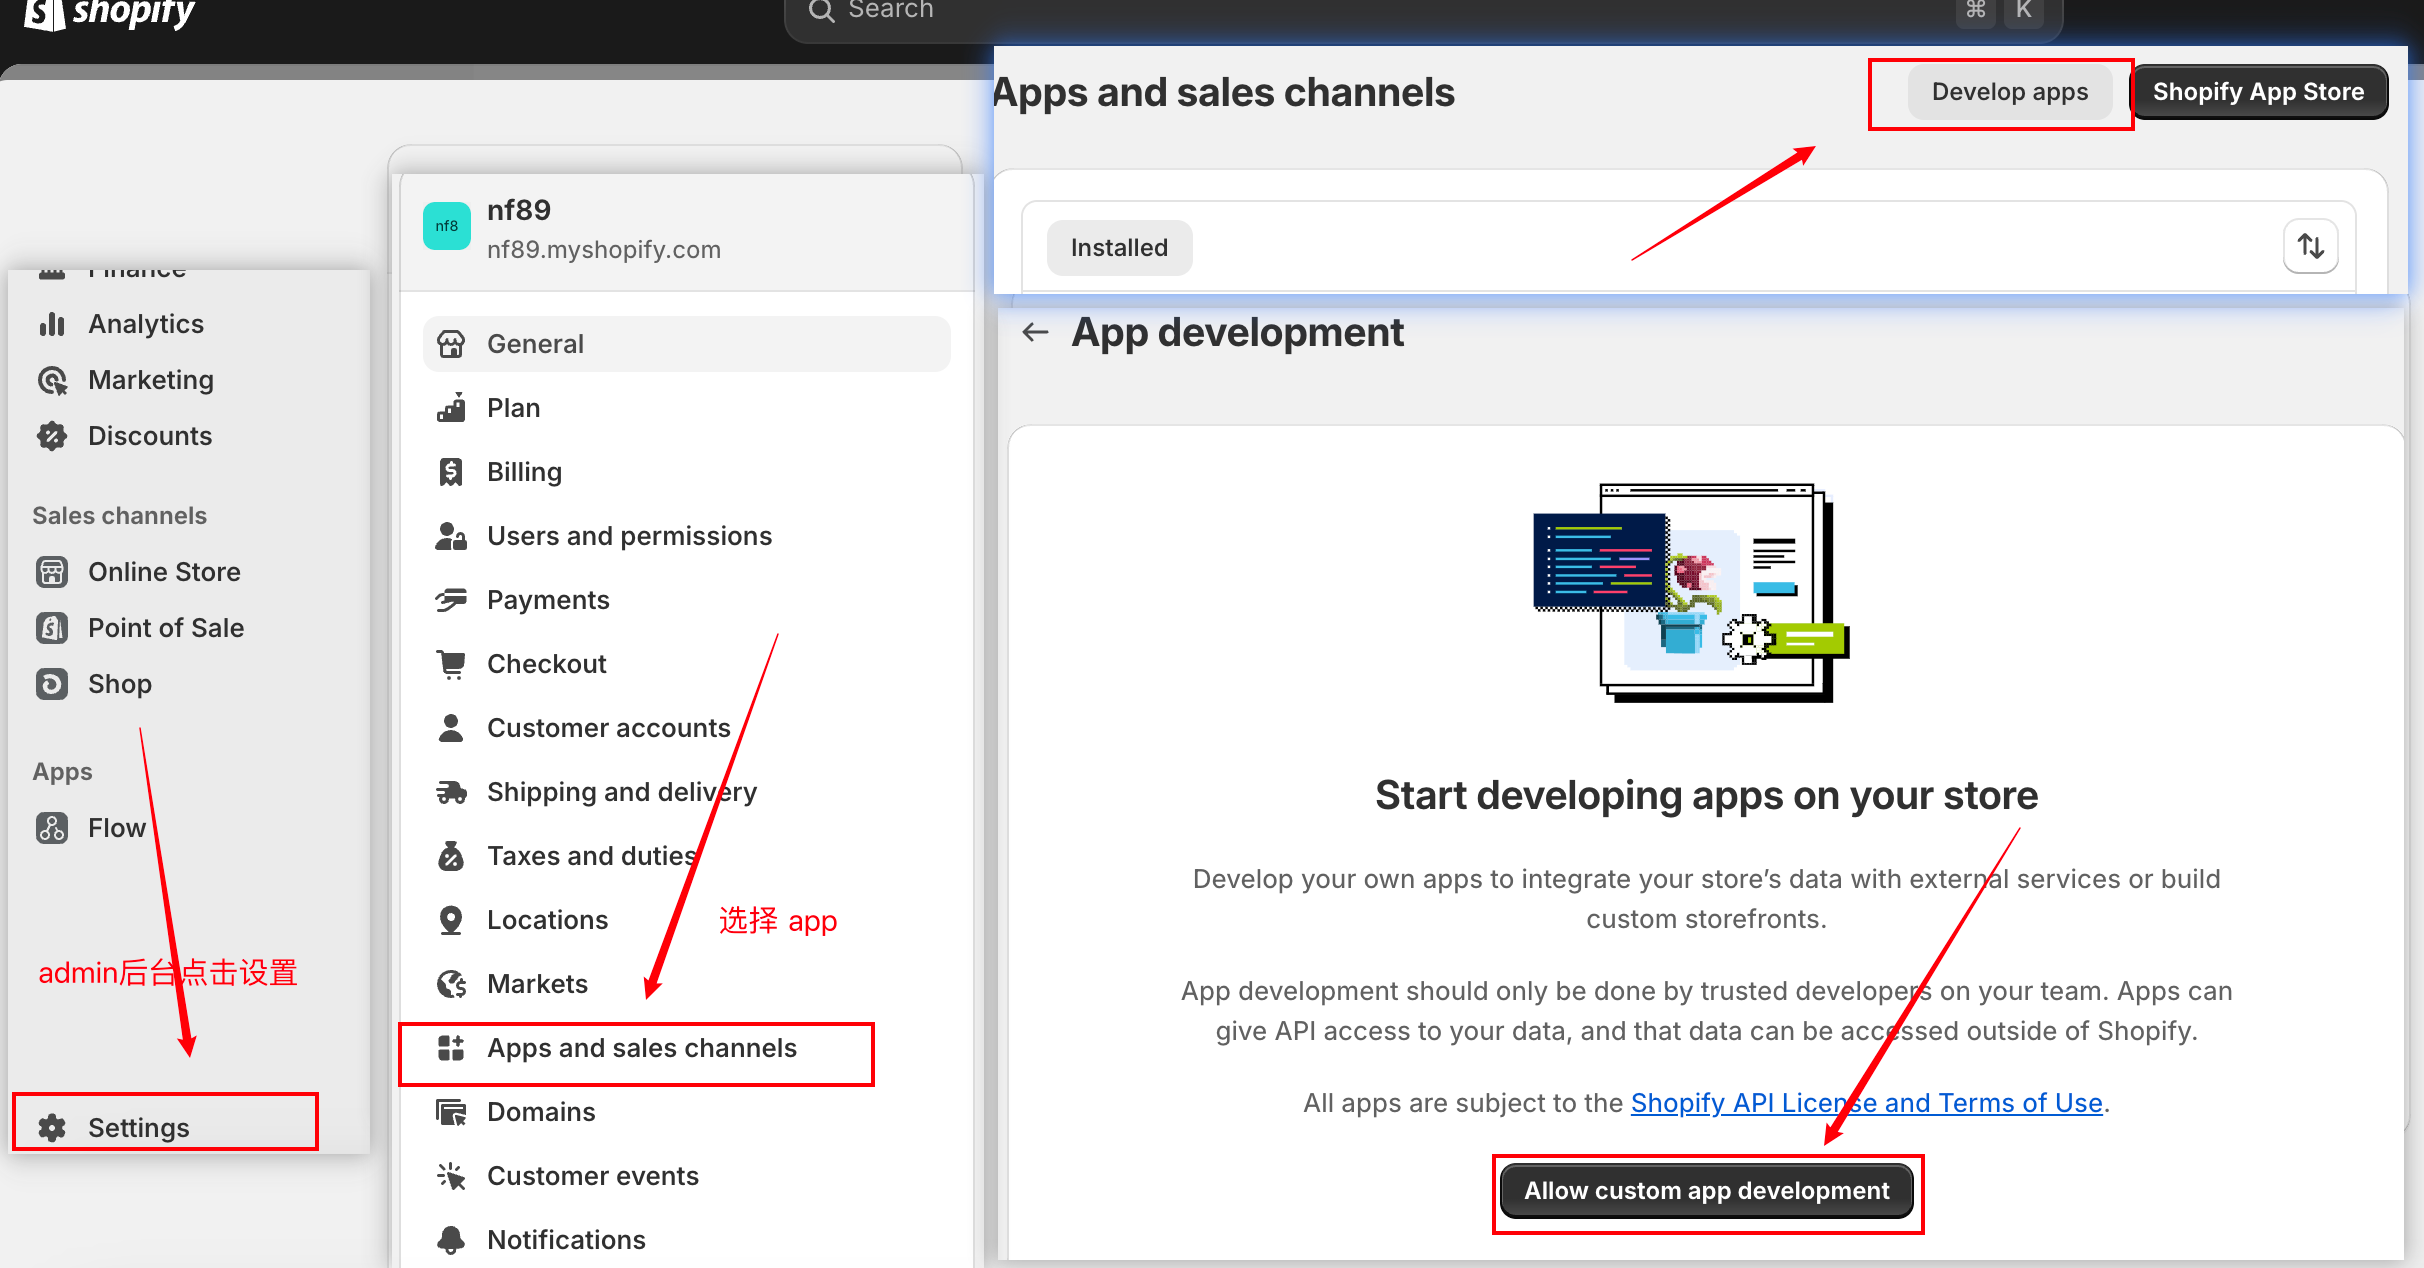 shopify
Search
⌘ K
Finance
Analytics
Marketing
Discounts
Sales channels
Online Store
Point of Sale
Shop
Apps
Flow
admin后台点击设置
Settings
nf8
nf89
nf89.myshopify.com
General
Plan
Billing
Users and permissions
Payments
Checkout
Customer accounts
Shipping and delivery
Taxes and duties
Locations
选择 app
Markets
Apps and sales channels
Domains
Customer events
Notifications
Apps and sales channels
Develop apps
Shopify App Store
Installed
App development
Start developing apps on your store
Develop your own apps to integrate your store’s data with external services or build
custom storefronts.
App development should only be done by trusted developers on your team. Apps can
give API access to your data, and that data can be accessed outside of Shopify.
All apps are subject to the Shopify API License and Terms of Use.
Allow custom app development